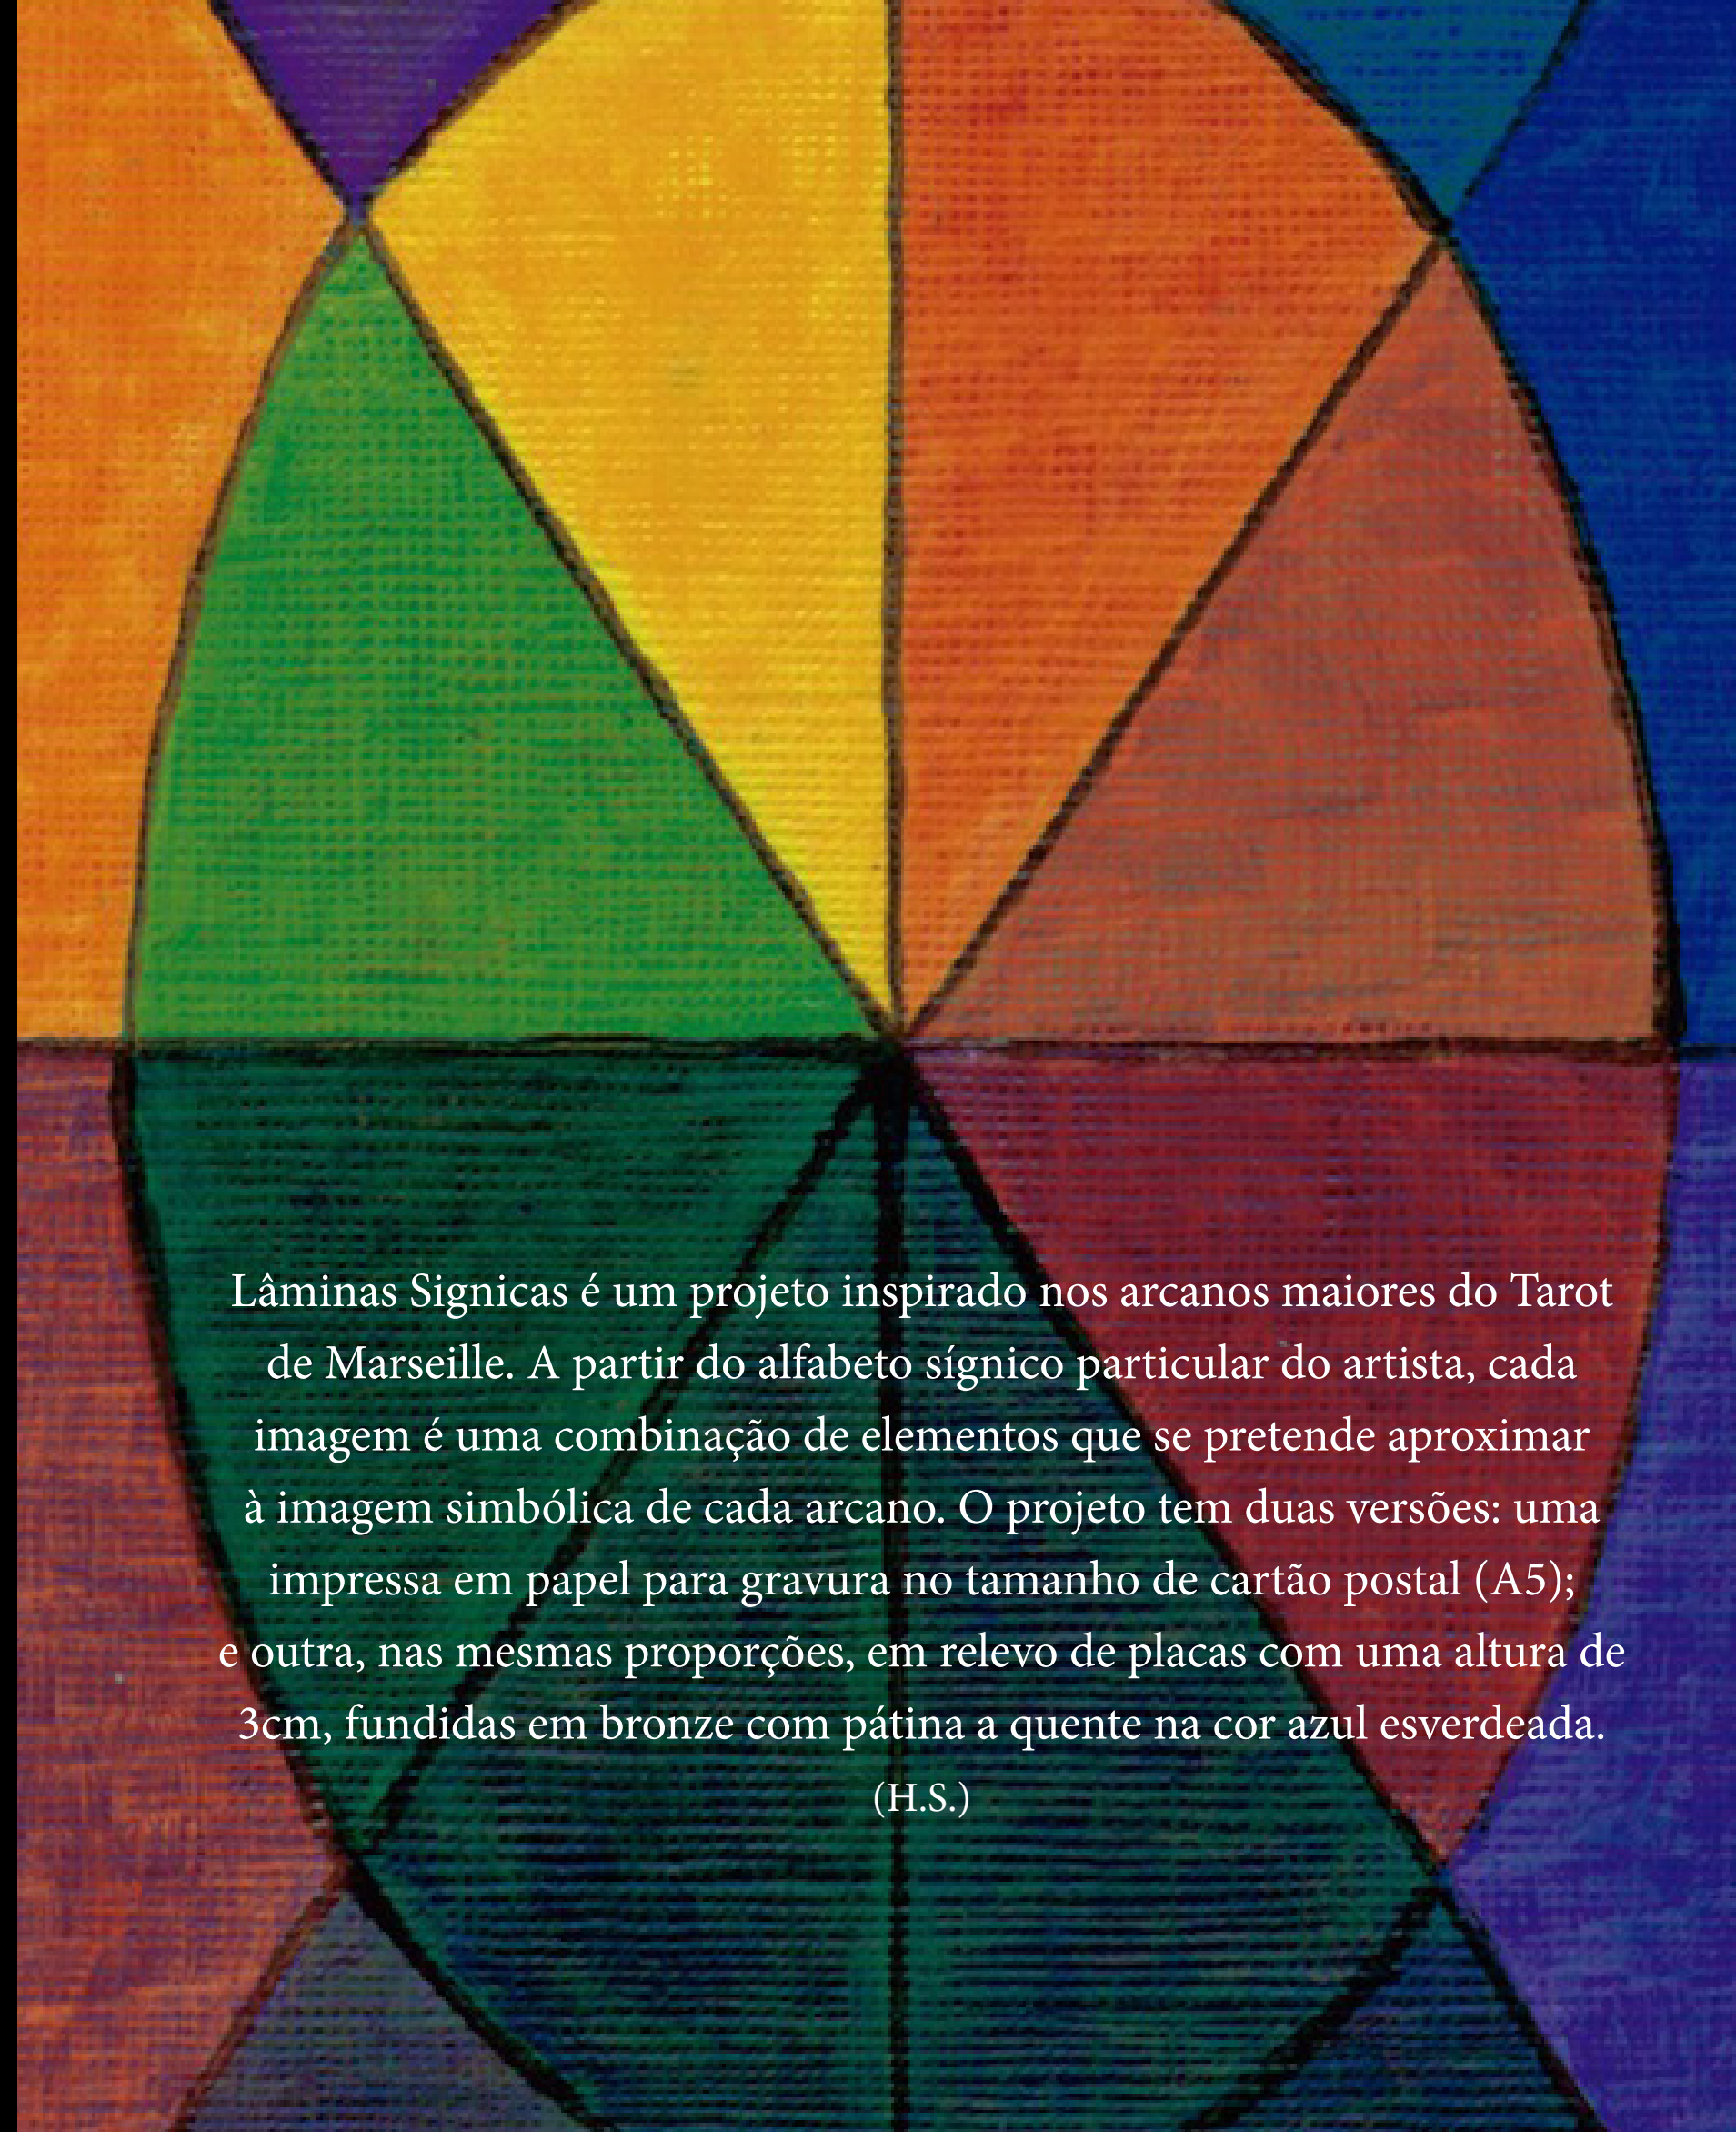 Lâminas Signicas é um projeto inspirado nos arcanos maiores do Tarot
de Marseille. A partir do alfabeto sígnico particular do artista, cada
imagem é uma combinação de elementos que se pretende aproximar
à imagem simbólica de cada arcano. O projeto tem duas versões: uma
impressa em papel para gravura no tamanho de cartão postal (A5);
e outra, nas mesmas proporções, em relevo de placas com uma altura de
3cm, fundidas em bronze com pátina a quente na cor azul esverdeada.
(H.S.)